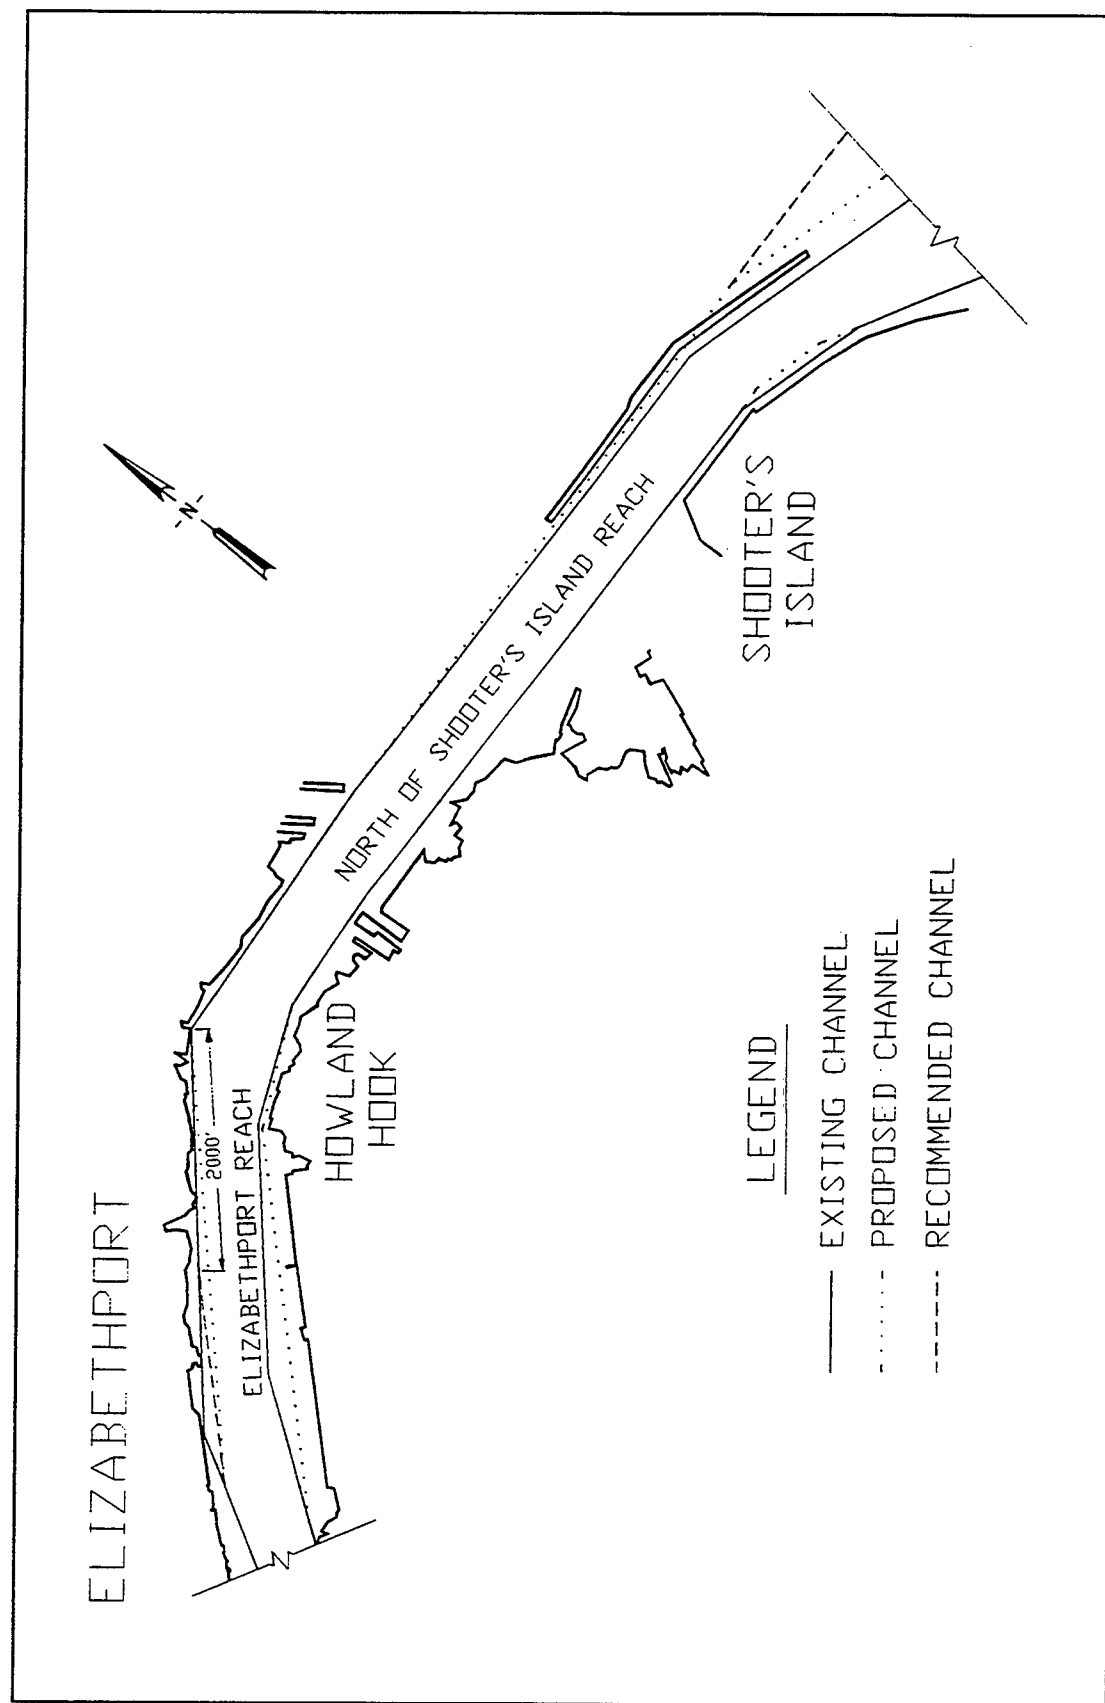 ELIZABETHPORT
-N-
2000'
ELIZABETHPORT REACH
HOWLAND
HOOK
NORTH OF SHOOTER'S ISLAND REACH
SHOOTER'S
ISLAND
LEGEND
EXISTING CHANNEL
PROPOSED CHANNEL
RECOMMENDED CHANNEL